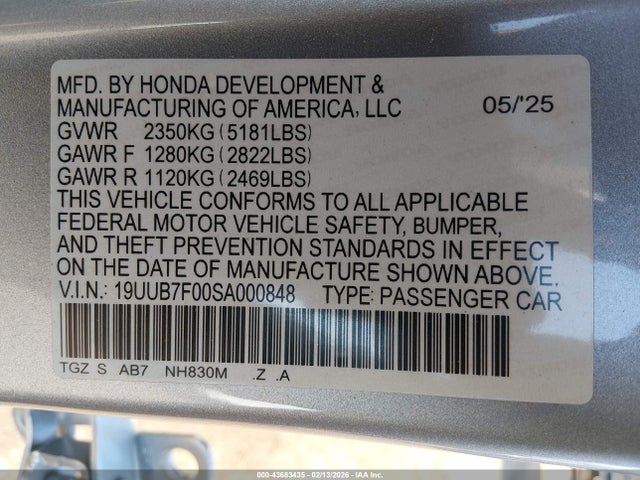 MFD. BY HONDA DEVELOPMENT &
MANUFACTURING OF AMERICA, LLC 05/'25
GVWR 2350KG (5181LBS)
GAWR F 1280KG (2822LBS)
GAWR R 1120KG (2469LBS)
THIS VEHICLE CONFORMS TO ALL APPLICABLE
FEDERAL MOTOR VEHICLE SAFETY, BUMPER,
AND THEFT PREVENTION STANDARDS IN EFFECT
ON THE DATE OF MANUFACTURE SHOWN ABOVE.
V.I.N.: 19UUB7F00SA000848 TYPE: PASSENGER CAR
TGZ S AB7 NH830M .Z .A
000-43683435 - 02/13/2026 - IAA Inc.